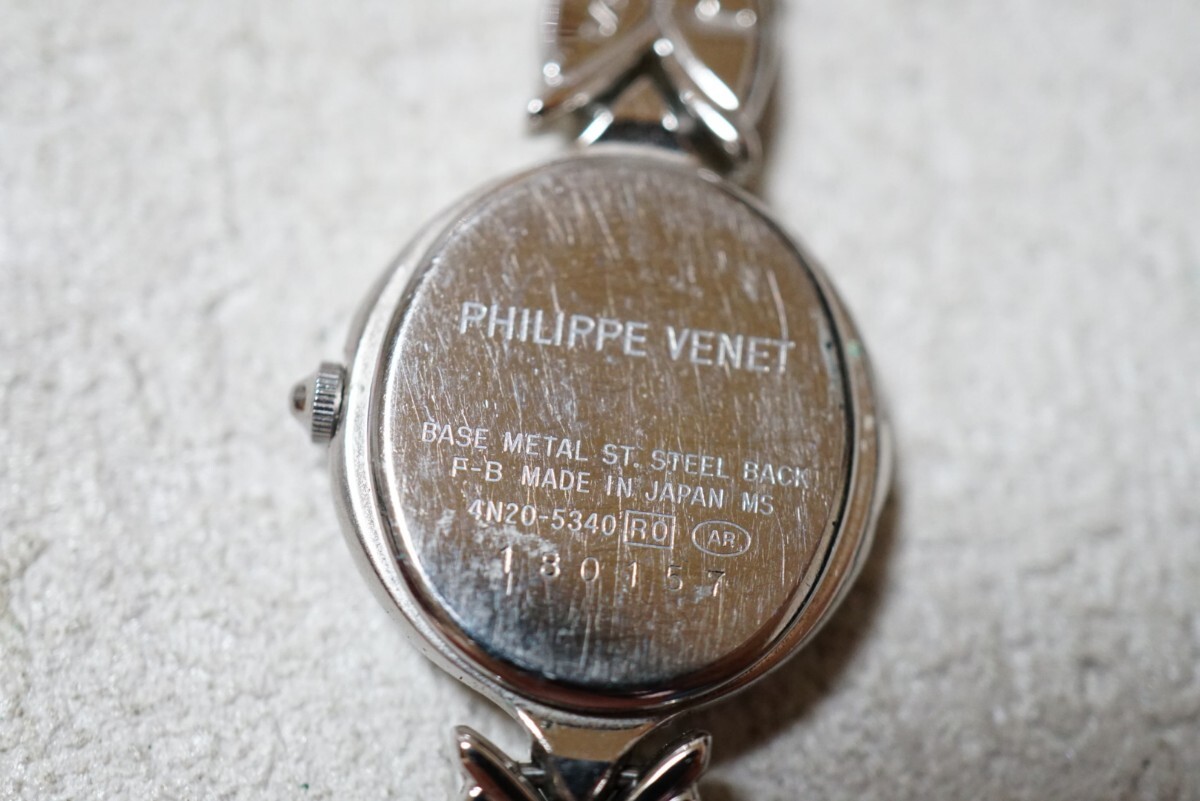 PHILIPPE VENET
BASE METAL ST. STEEL BACK
F-B MADE IN JAPAN MS
4N20-5340 RO AR
180157